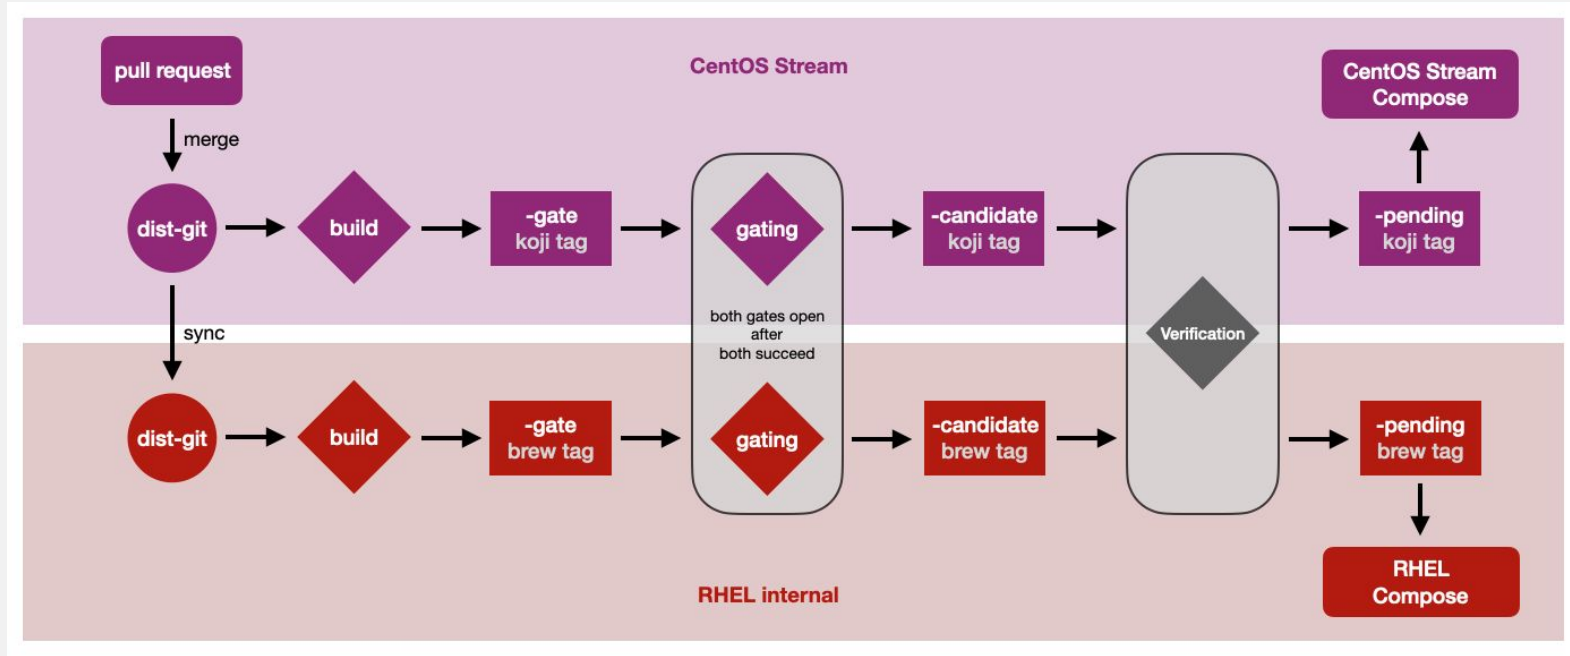 pull request
CentOS Stream
CentOS Stream
Compose
merge
dist-git
build
-gate
koji tag
gating
-candidate
koji tag
-pending
koji tag
both gates open
after
both succeed
sync
Verification
dist-git
build
-gate
brew tag
gating
-candidate
brew tag
-pending
brew tag
RHEL internal
RHEL
Compose